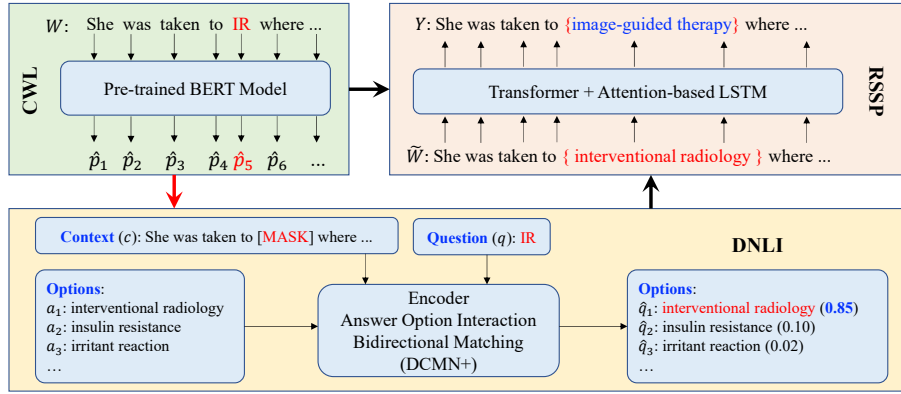 W: She was taken to IR where ...
Pre-trained BERT Model
p̂₁ p̂₂ p̂₃ p̂₄ p̂₅ p̂₆ ...
CWL
Y: She was taken to {image-guided therapy} where ...
Transformer + Attention-based LSTM
W̃: She was taken to { interventional radiology } where ...
RSSP
Context (c): She was taken to [MASK] where ...
Question (q): IR
DNLI
Options:
a₁: interventional radiology
a₂: insulin resistance
a₃: irritant reaction
...
Encoder
Answer Option Interaction
Bidirectional Matching
(DCMN+)
Options:
q̂₁: interventional radiology (0.85)
q̂₂: insulin resistance (0.10)
q̂₃: irritant reaction (0.02)
...